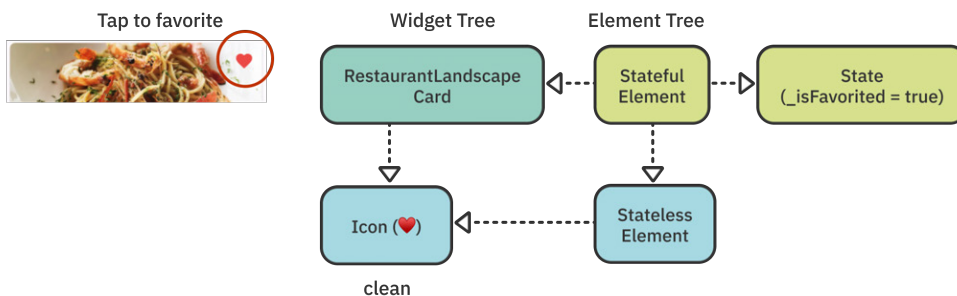 Tap to favorite
Widget Tree
Element Tree
RestaurantLandscape
Card
Stateful
Element
State
(_isFavorited = true)
Icon (♥)
Stateless
Element
clean